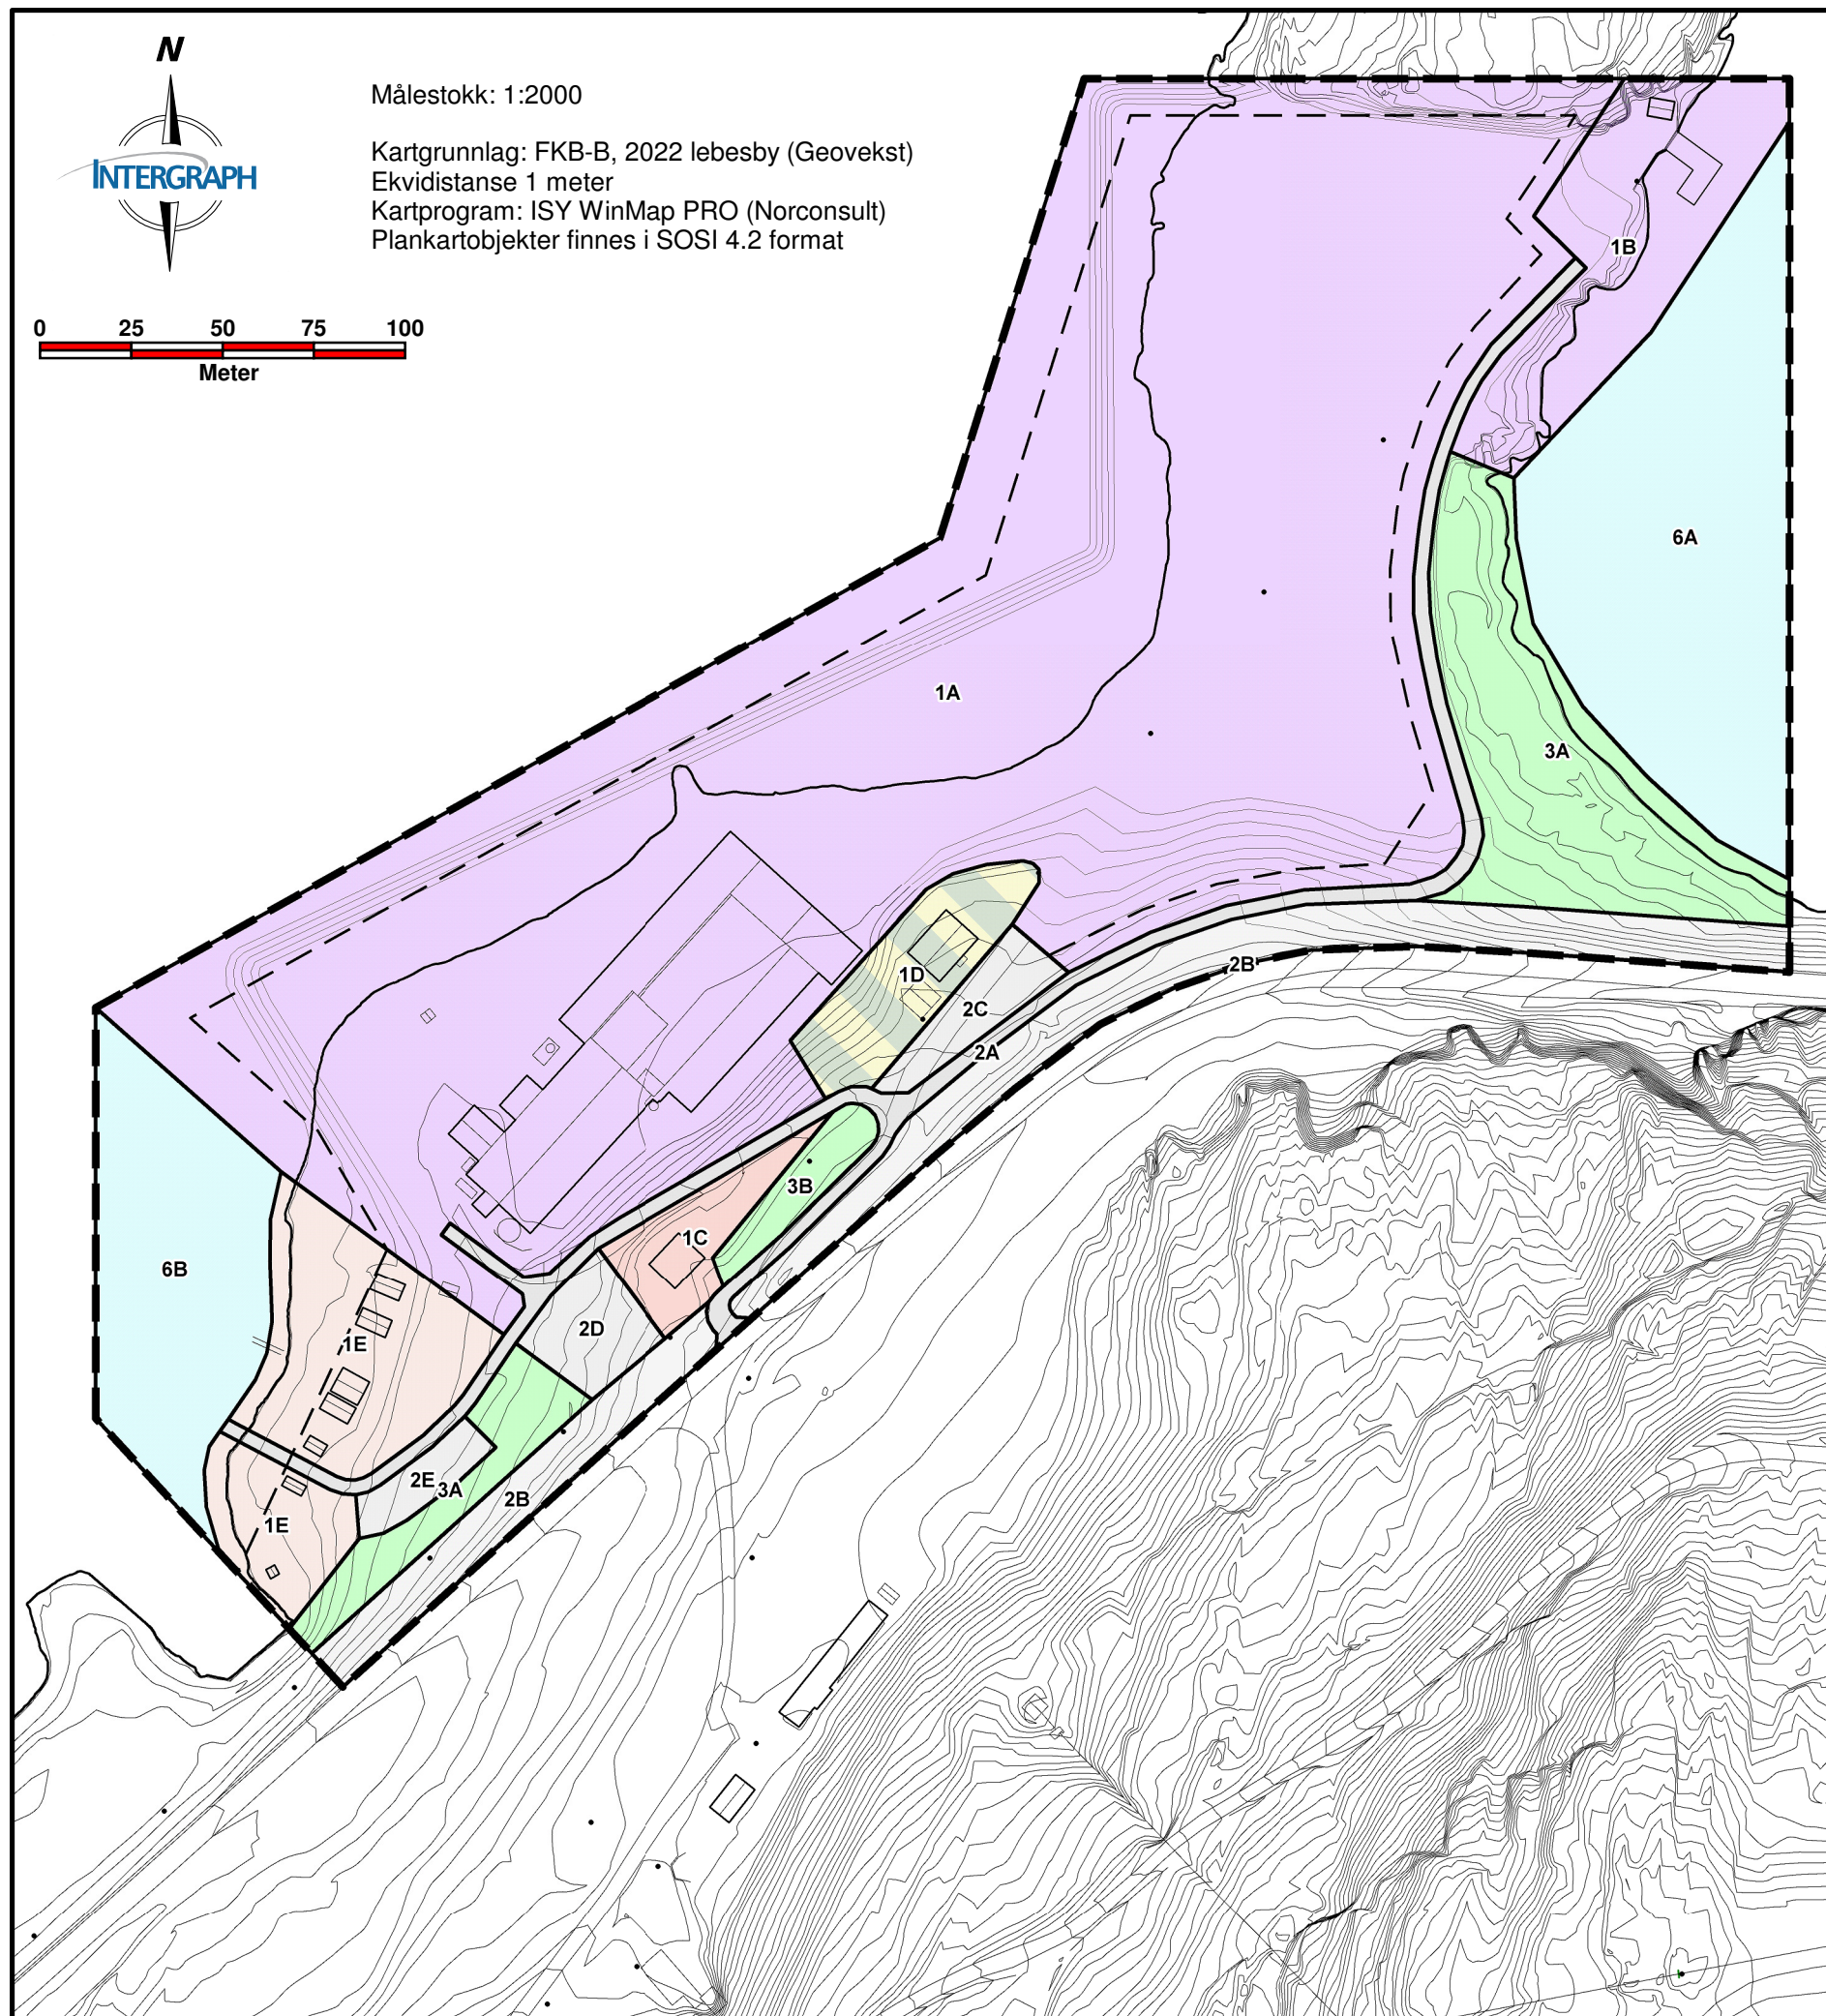 N
INTERGRAPH
Målestokk: 1:2000
Kartgrunnlag: FKB-B, 2022 lebesby (Geovekst)
Ekvidistanse 1 meter
Kartprogram: ISY WinMap PRO (Norconsult)
Plankartobjekter finnes i SOSI 4.2 format
0 25 50 75 100
Meter
1B
6A
1A
3A
2B
1D
2C
2A
3B
1C
6B
2D
1E
2E
3A
2B
1E